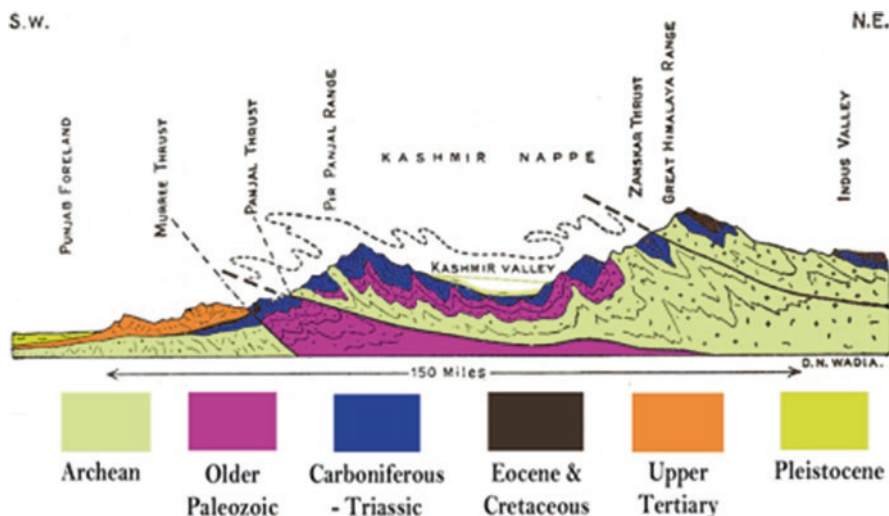 S.W.
N.E.
PUNJAB FORELAND
MURREE THRUST
PANJAL THRUST
PIR PANJAL RANGE
KASHMIR NAPPE
ZANSKAR THRUST
GREAT HIMALAYA RANGE
INDUS VALLEY
KASHMIR VALLEY
D.N. WADIA.
150 Miles
Archean
Older
Paleozoic
Carboniferous
- Triassic
Eocene &
Cretaceous
Upper
Tertiary
Pleistocene